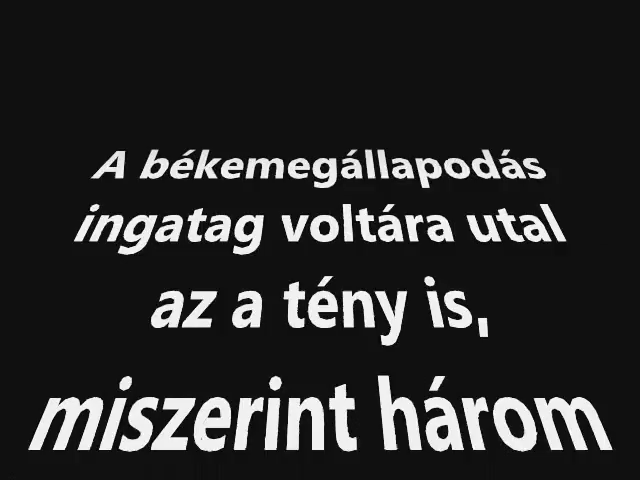 A békemegállapodás
ingatag voltára utal
az a tény is,
miszerint három